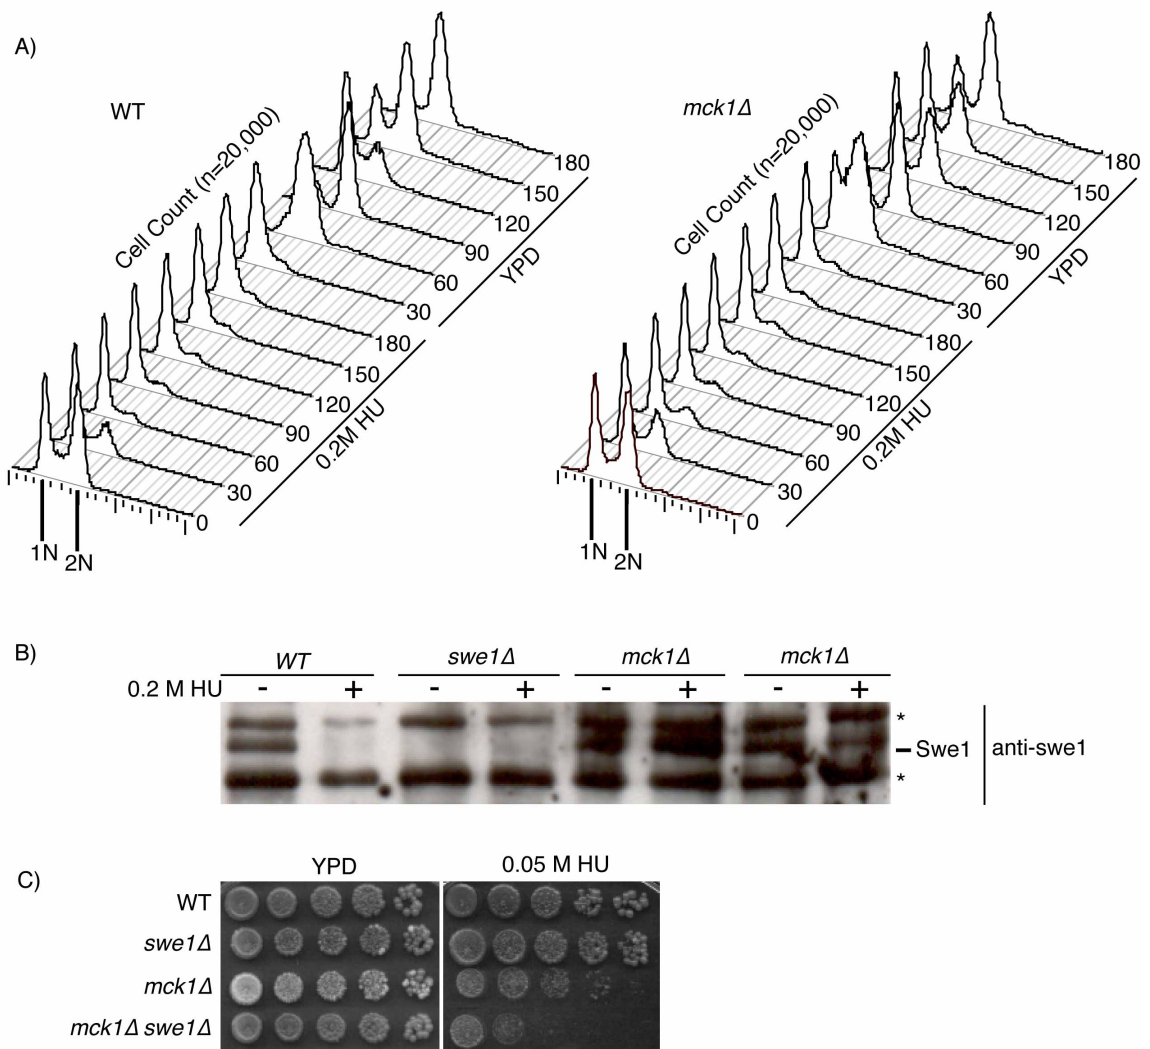 A)
WT
Cell Count (n=20,000)
180
150
120
90
60
30
YPD
180
150
120
90
60
30
0
0.2M HU
1N
2N
mck1Δ
Cell Count (n=20,000)
180
150
120
90
60
30
YPD
180
150
120
90
60
30
0
0.2M HU
1N
2N
B)
WT swe1Δ mck1Δ mck1Δ
0.2 M HU - + - + - + - +
*
Swe1
*
anti-swe1
C)
YPD 0.05 M HU
WT
swe1Δ
mck1Δ
mck1Δ swe1Δ